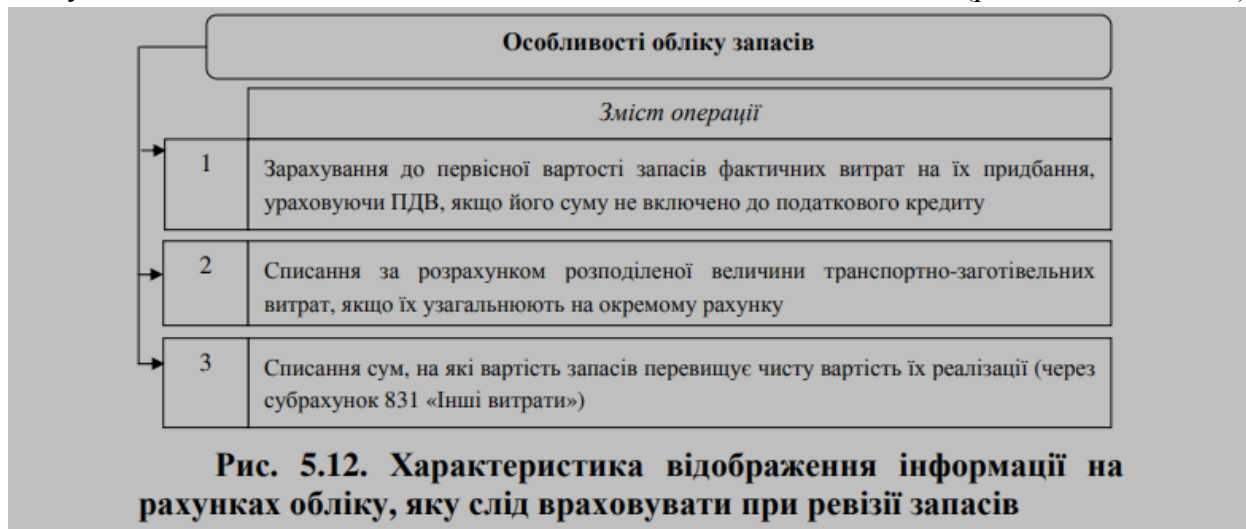 Особливості обліку запасів
Зміст операції
1
Зарахування до первісної вартості запасів фактичних витрат на їх придбання,
ураховуючи ПДВ, якщо його суму не включено до податкового кредиту
2
Списання за розрахунком розподіленої величини транспортно-заготівельних
витрат, якщо їх узагальнюють на окремому рахунку
3
Списання сум, на які вартість запасів перевищує чисту вартість їх реалізації (через
субрахунок 831 «Інші витрати»)
Рис. 5.12. Характеристика відображення інформації на
рахунках обліку, яку слід враховувати при ревізії запасів